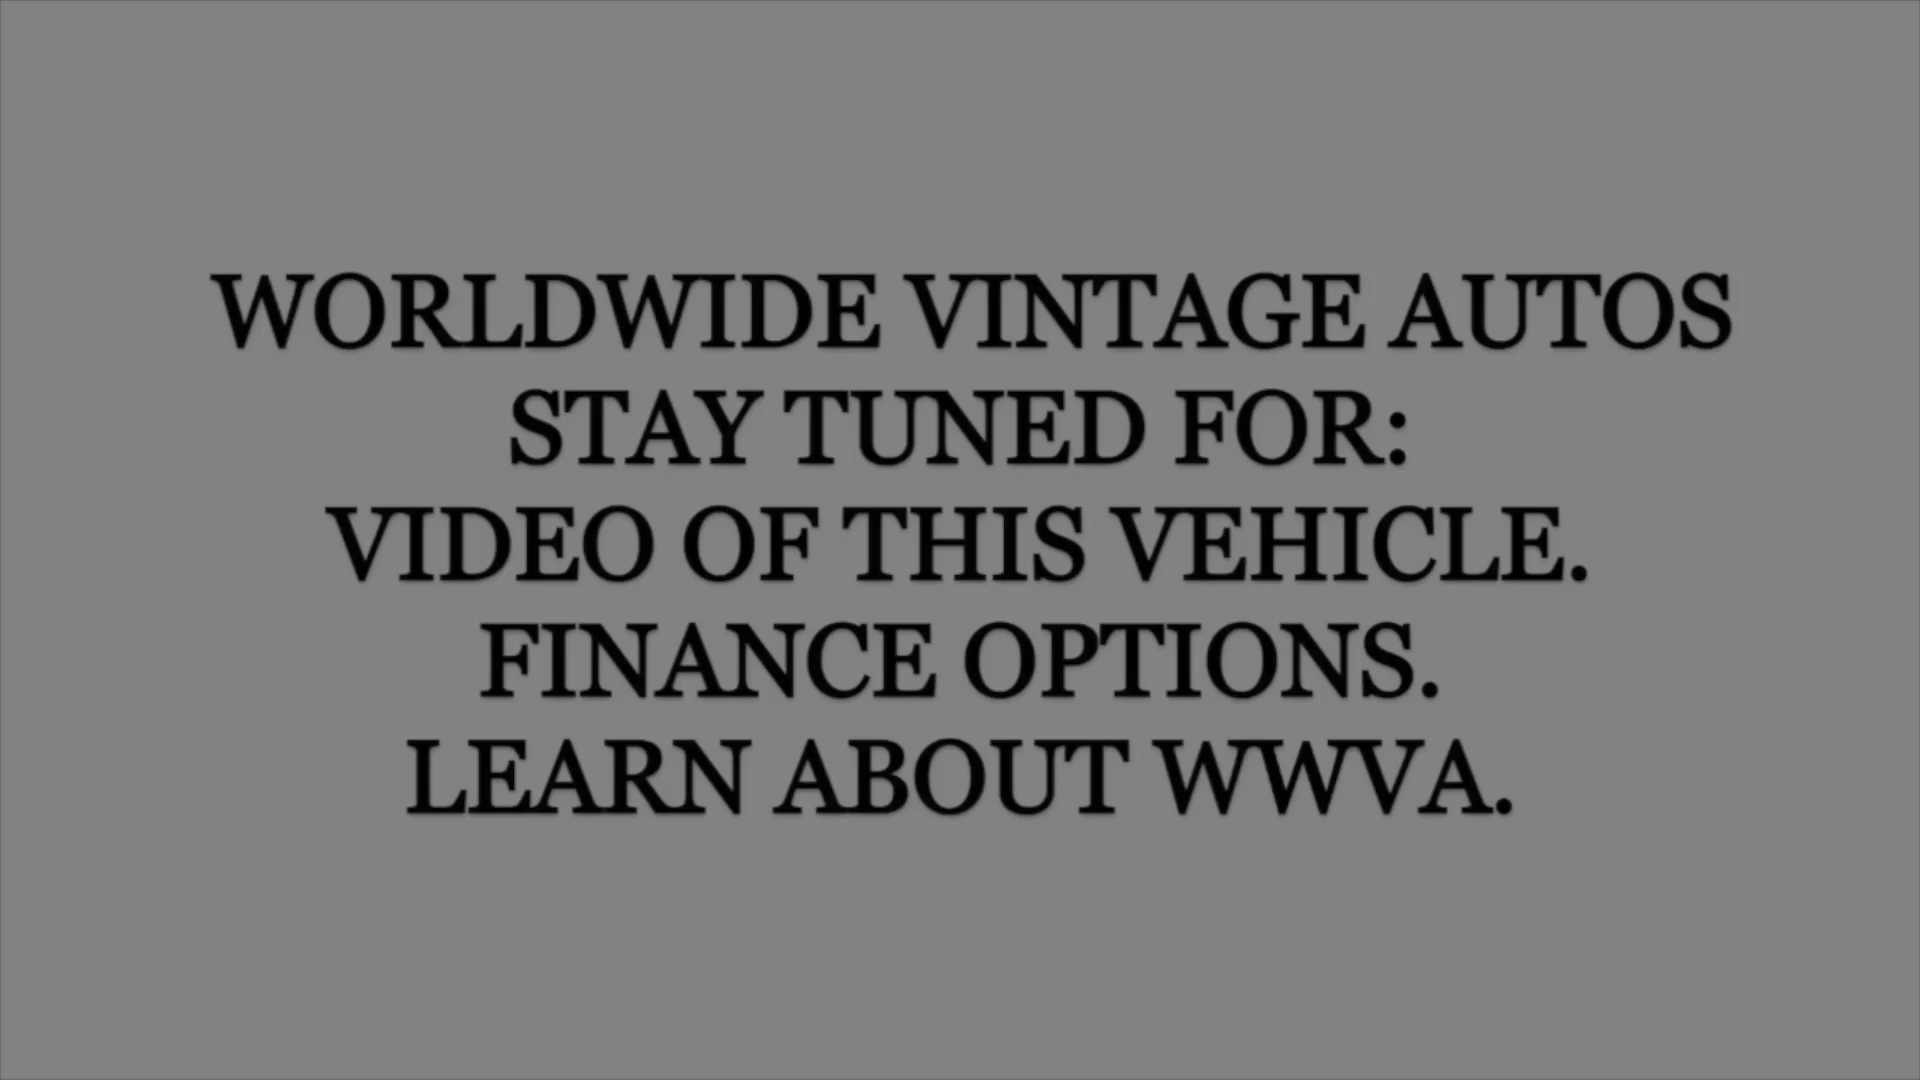 WORLDWIDE VINTAGE AUTOS
STAY TUNED FOR:
VIDEO OF THIS VEHICLE.
FINANCE OPTIONS.
LEARN ABOUT WWVA.